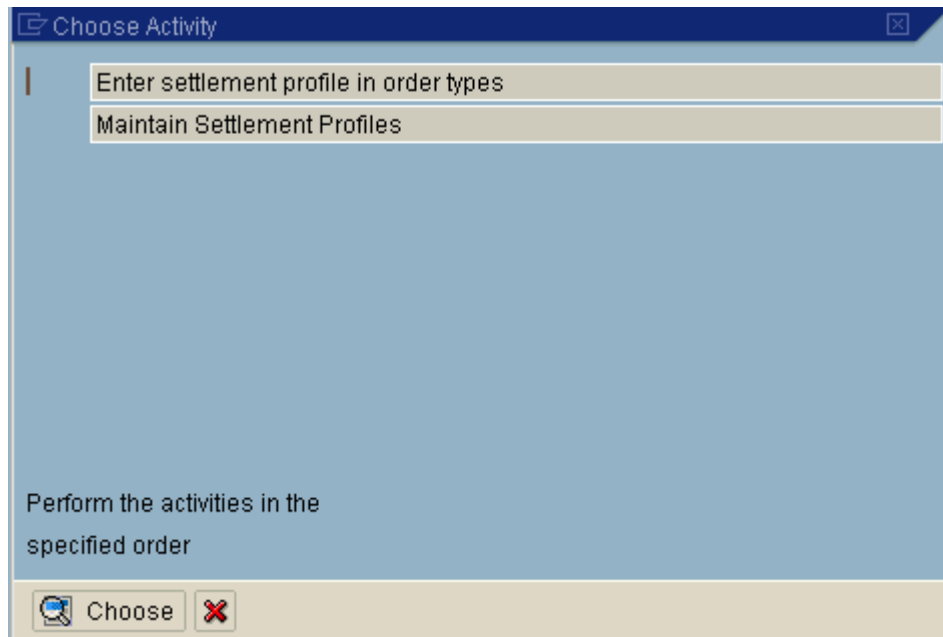 Choose Activity
Enter settlement profile in order types
Maintain Settlement Profiles
Perform the activities in the
specified order
Choose